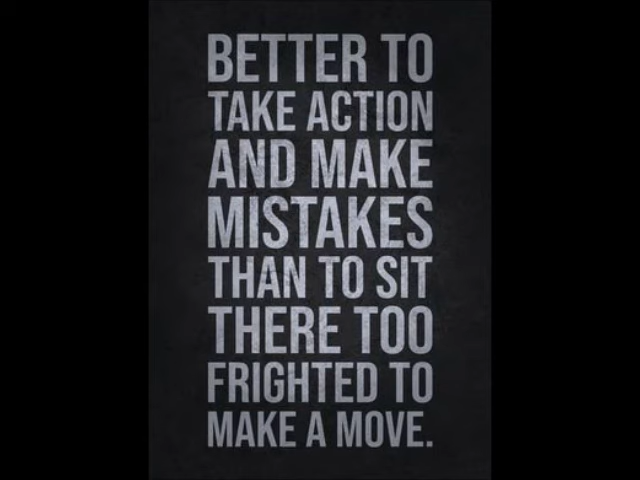 BETTER TO
TAKE ACTION
AND MAKE
MISTAKES
THAN TO SIT
THERE TOO
FRIGHTED TO
MAKE A MOVE.